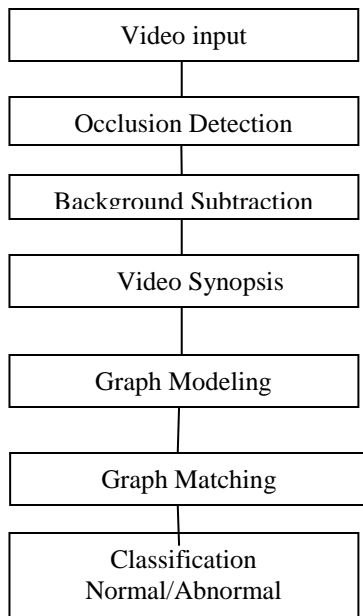 Video input
Occlusion Detection
Background Subtraction
Video Synopsis
Graph Modeling
Graph Matching
Classification
Normal/Abnormal